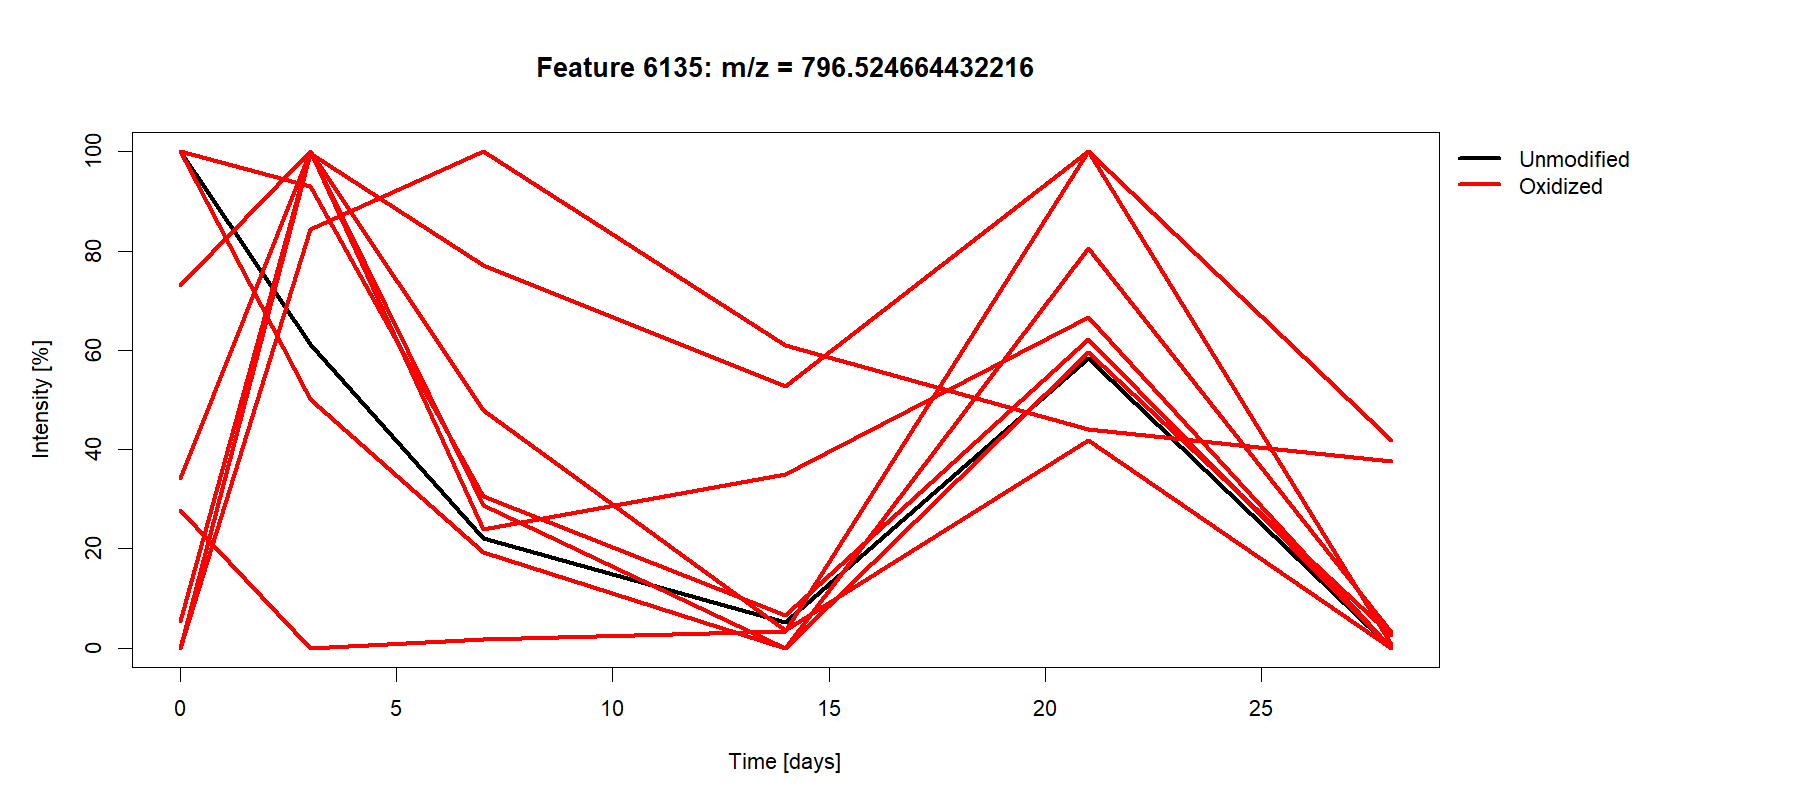 Feature 6135: m/z = 796.524664432216
Unmodified
Oxidized
Intensity [%]
100
80
60
40
20
0
0 5 10 15 20 25
Time [days]